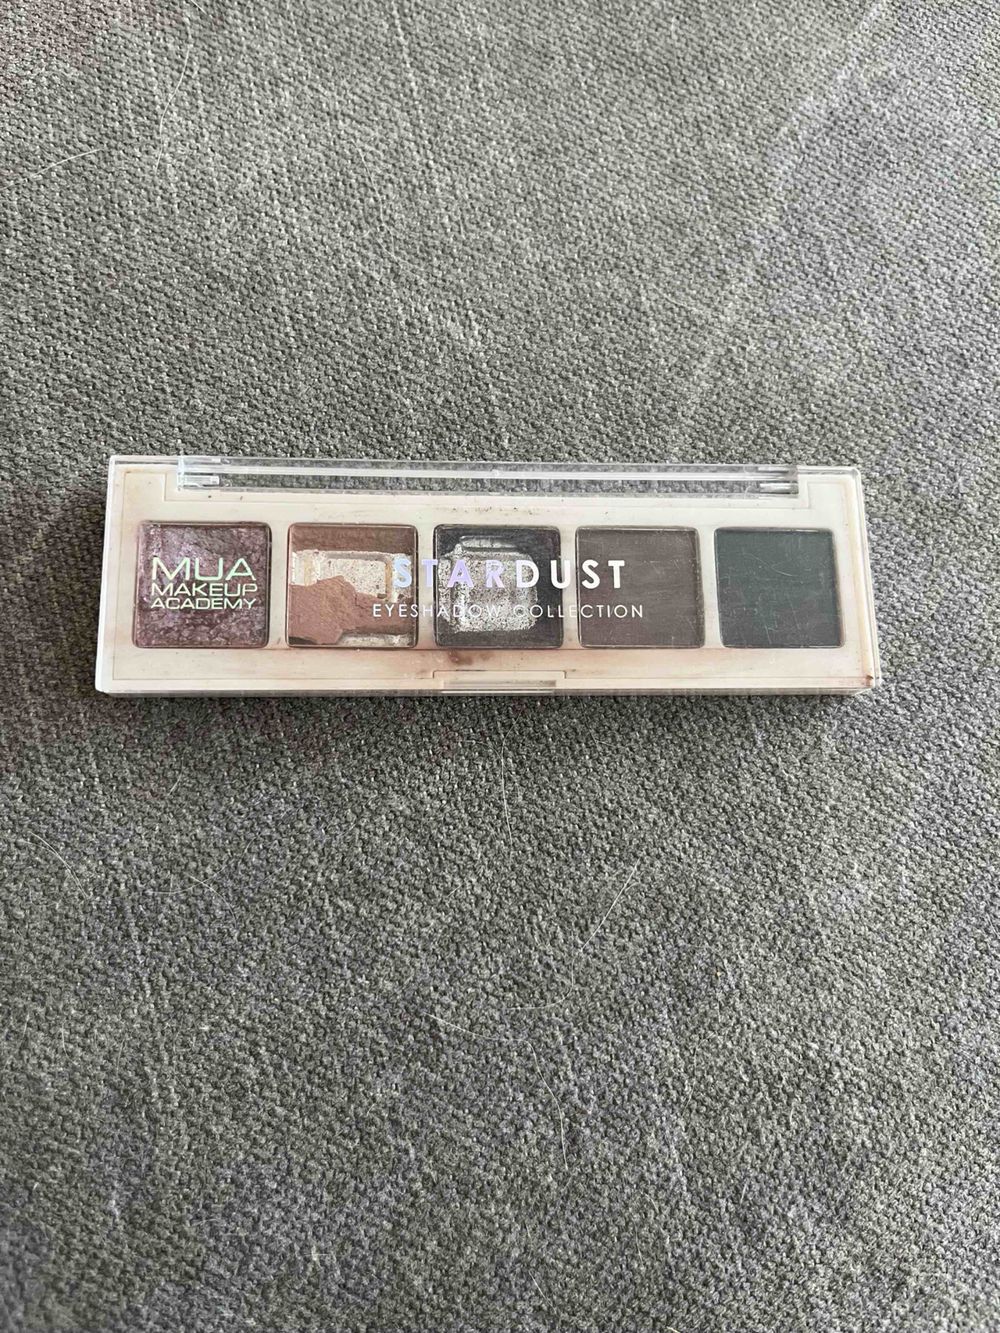 MUA
MAKEUP
ACADEMY
STARDUST
EYESHADOW COLLECTION